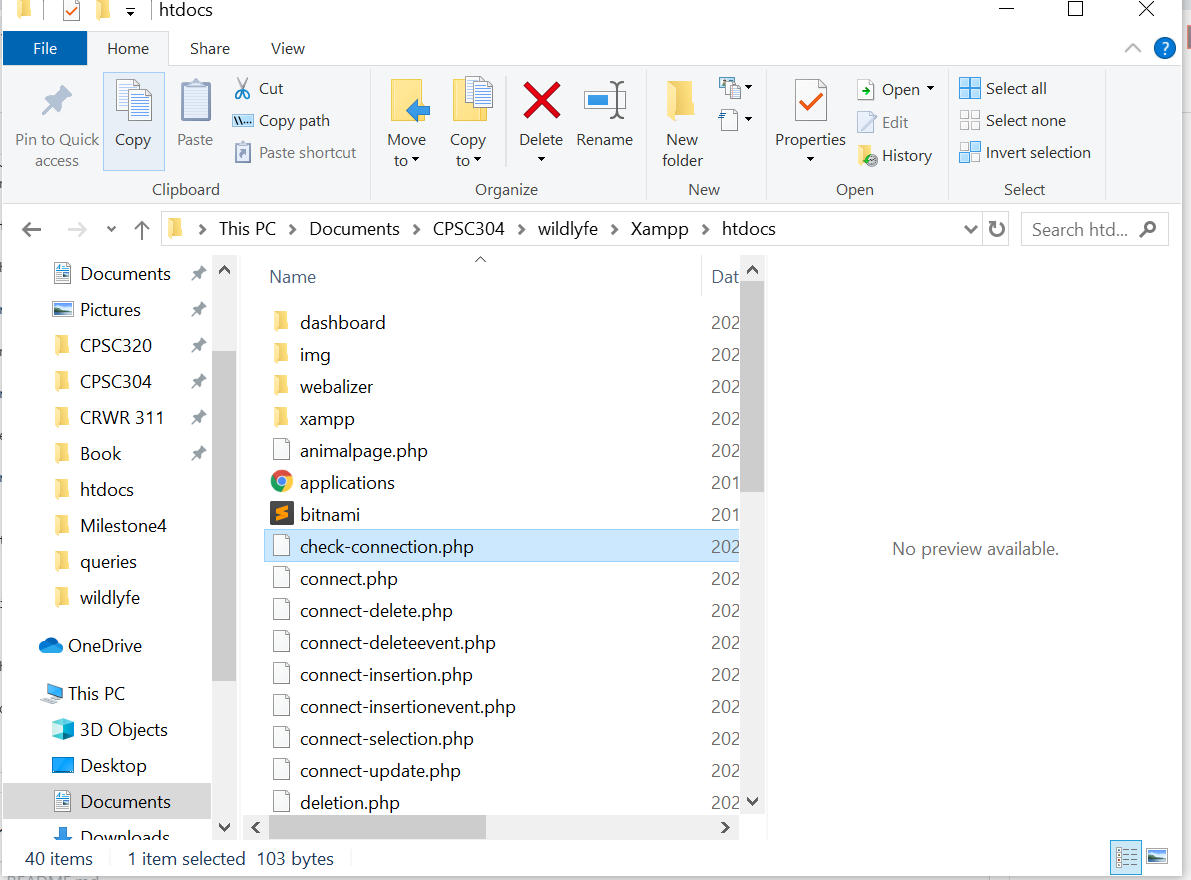 htdocs
File Home Share View
Pin to Quick access
Copy
Paste
Cut
Copy path
Paste shortcut
Move to
Copy to
Delete
Rename
New folder
Properties
Open
Edit
History
Select all
Select none
Invert selection
Clipboard Organize New Open Select
This PC > Documents > CPSC304 > wildlyfe > Xampp > htdocs
Search htd...
Documents
Pictures
CPSC320
CPSC304
CRWR 311
Book
htdocs
Milestone4
queries
wildlyfe
OneDrive
This PC
3D Objects
Desktop
Documents
Downloads
Name Dat
dashboard 202
img 202
webalizer 202
xampp 202
animalpage.php 202
applications 201
bitnami 201
check-connection.php 202
connect.php 202
connect-delete.php 202
connect-deleteevent.php 202
connect-insertion.php 202
connect-insertionevent.php 202
connect-selection.php 202
connect-update.php 202
deletion.php 202
No preview available.
40 items 1 item selected 103 bytes
README.md